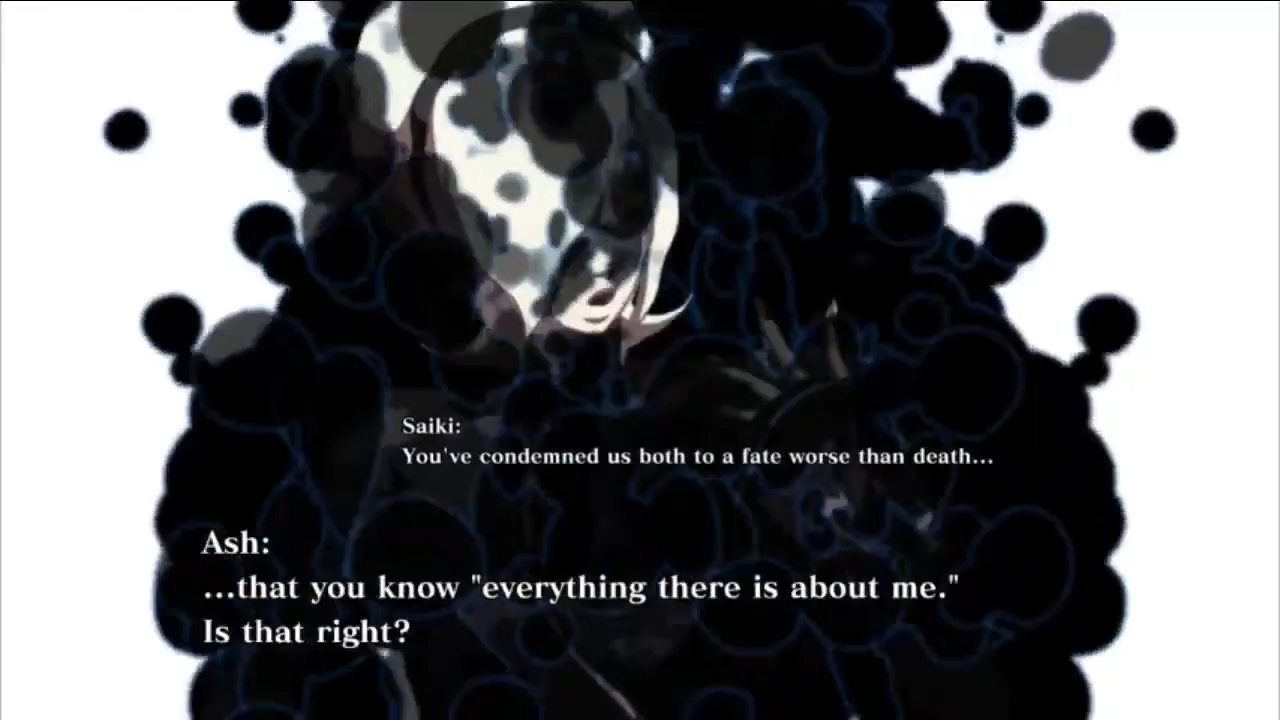 Saiki:
You've condemned us both to a fate worse than death...
Ash:
...that you know "everything there is about me."
Is that right?